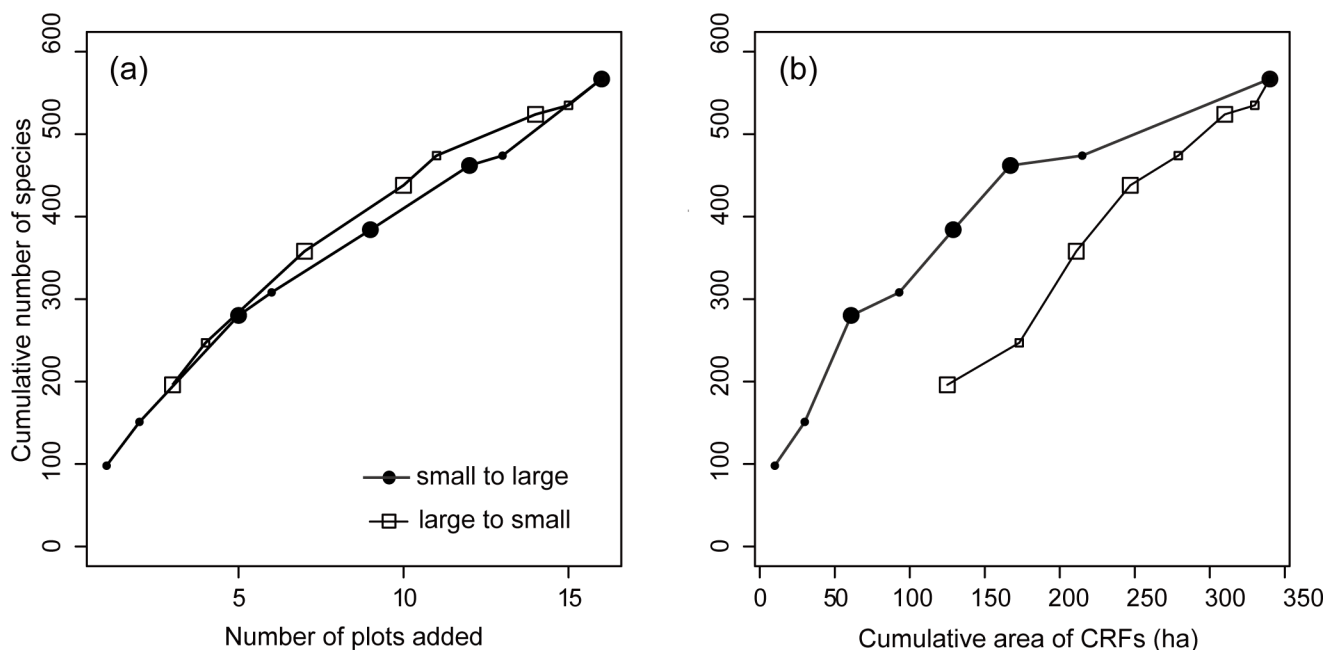 (a)
Cumulative number of species
600
500
400
300
200
100
0
small to large
large to small
5 10 15
Number of plots added
(b)
600
500
400
300
200
100
0
0 50 100 150 200 250 300 350
Cumulative area of CRFs (ha)